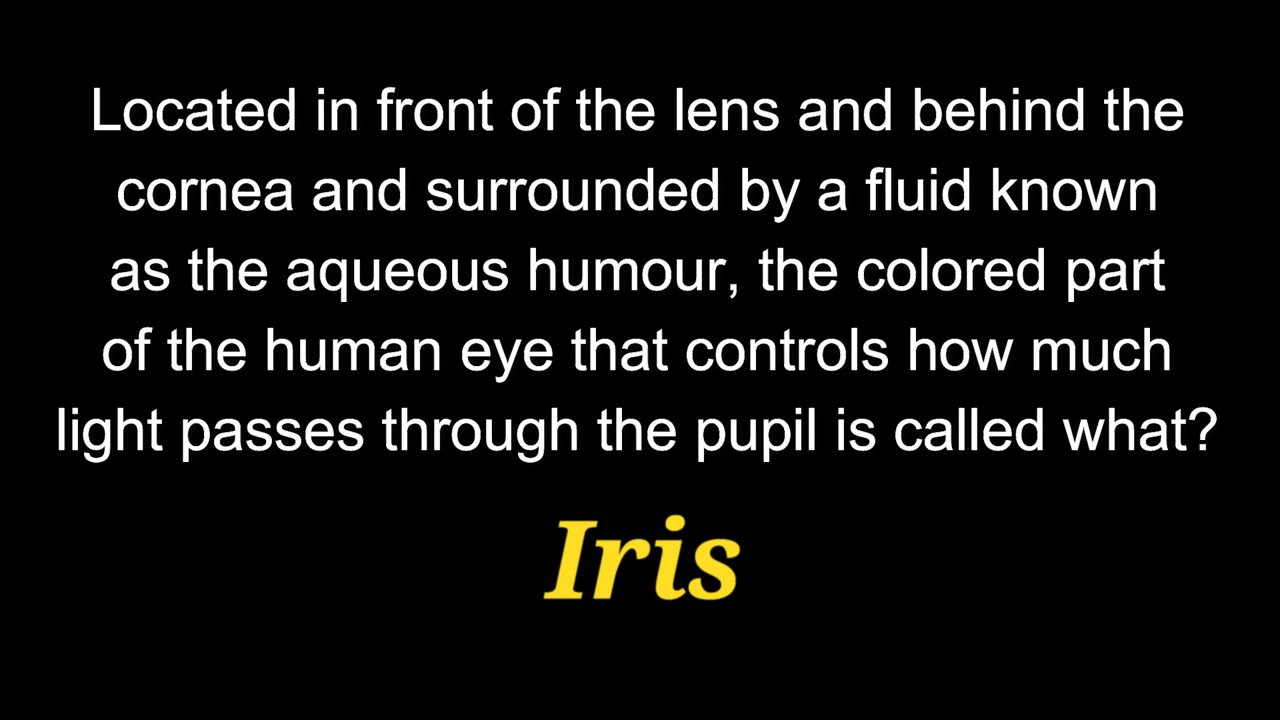 Located in front of the lens and behind the
cornea and surrounded by a fluid known
as the aqueous humour, the colored part
of the human eye that controls how much
light passes through the pupil is called what?
Iris